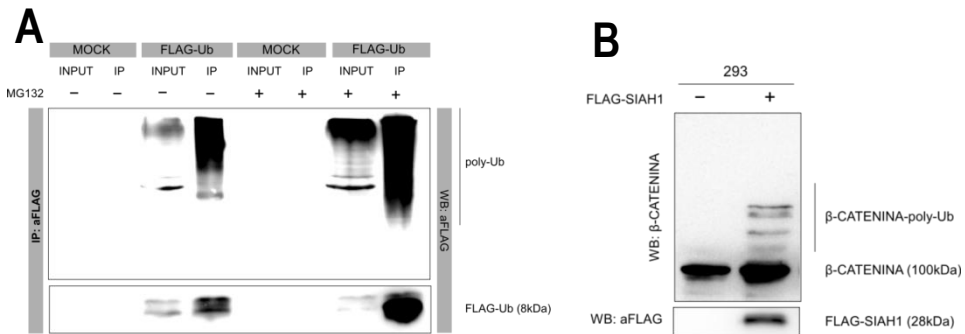 A
MOCK FLAG-Ub MOCK FLAG-Ub
INPUT IP INPUT IP INPUT IP INPUT IP
MG132 − − − − + + + +
IP: aFLAG
WB: aFLAG
poly-Ub
FLAG-Ub (8kDa)
B
293
FLAG-SIAH1 − +
WB: β-CATENINA
β-CATENINA-poly-Ub
β-CATENINA (100kDa)
WB: aFLAG
FLAG-SIAH1 (28kDa)